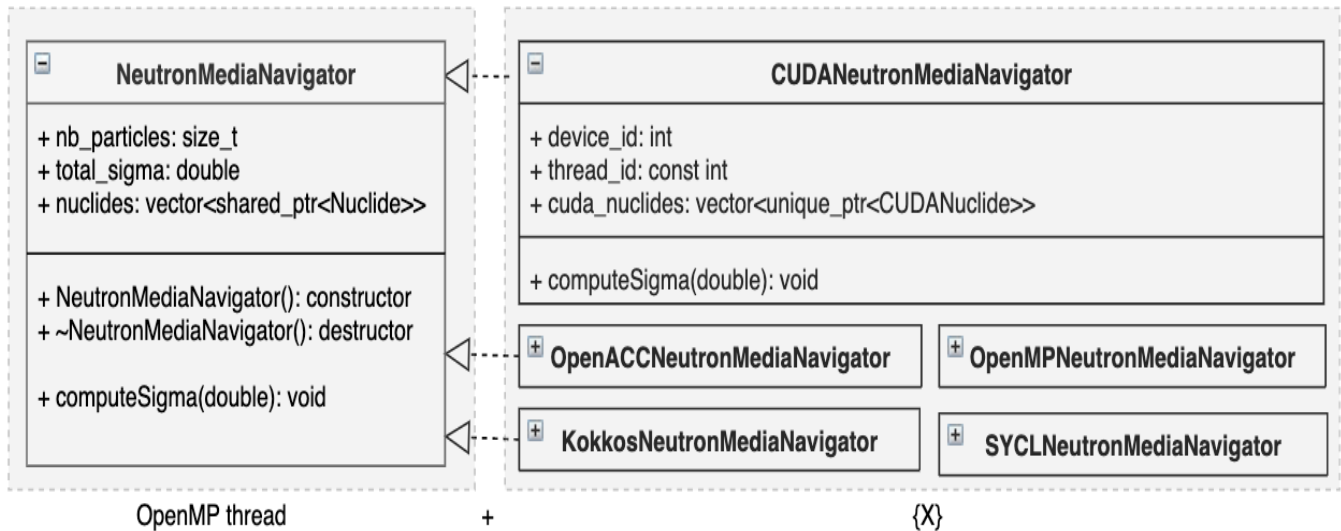 NeutronMediaNavigator
+ nb_particles: size_t
+ total_sigma: double
+ nuclides: vector<shared_ptr<Nuclide>>
+ NeutronMediaNavigator(): constructor
+ ~NeutronMediaNavigator(): destructor
+ computeSigma(double): void
CUDANeutronMediaNavigator
+ device_id: int
+ thread_id: const int
+ cuda_nuclides: vector<unique_ptr<CUDANuclide>>
+ computeSigma(double): void
OpenACCNeutronMediaNavigator
OpenMPNeutronMediaNavigator
KokkosNeutronMediaNavigator
SYCLNeutronMediaNavigator
OpenMP thread + {X}